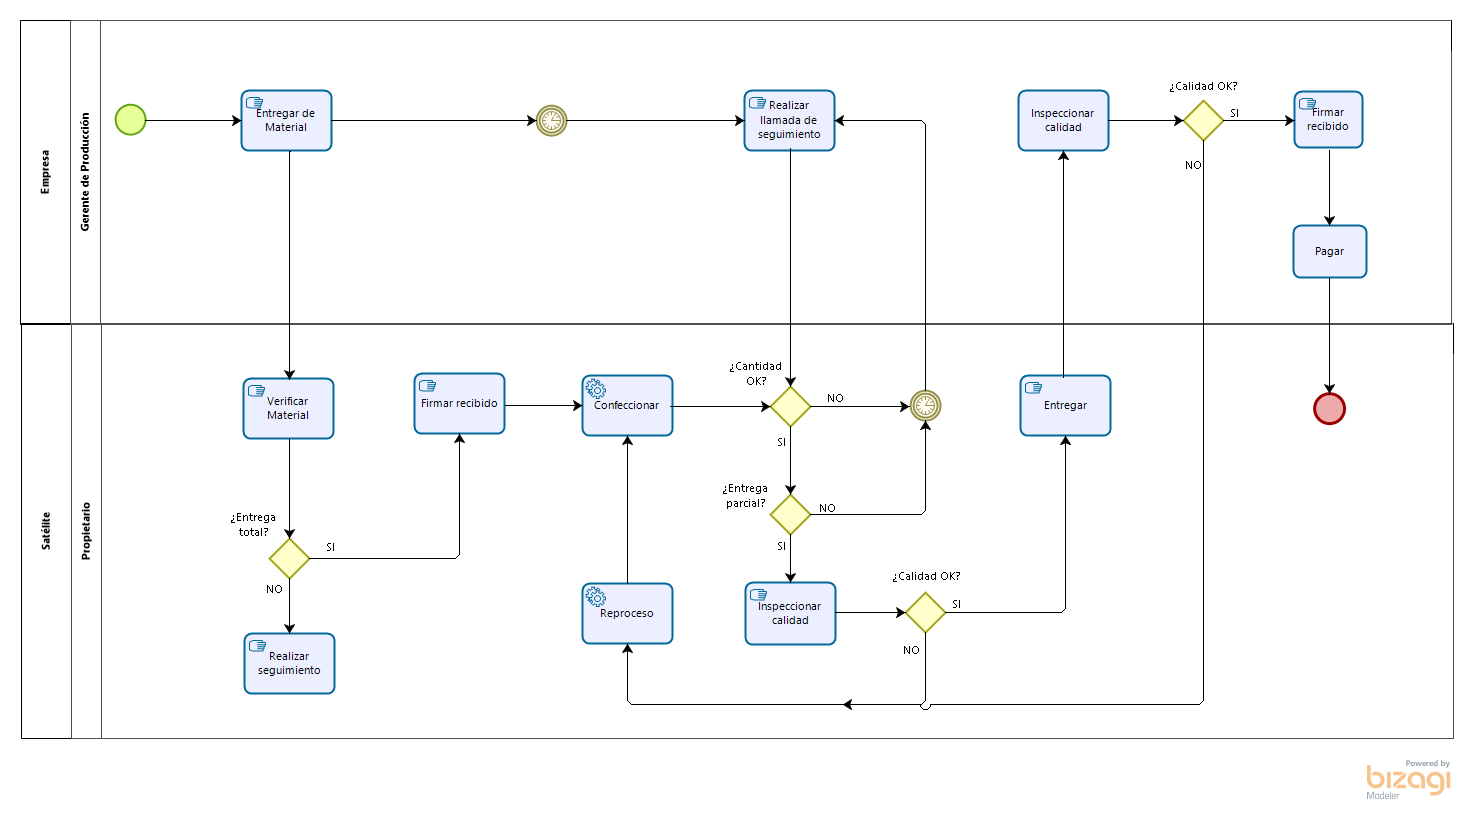 Empresa
Gerente de Producción
Entregar de
Material
Realizar
llamada de
seguimiento
Inspeccionar
calidad
¿Calidad OK?
SI
NO
Firmar
recibido
Pagar
Satélite
Propietario
Verificar
Material
¿Entrega
total?
SI
NO
Realizar
seguimiento
Firmar recibido
Confeccionar
Reproceso
¿Cantidad
OK?
NO
SI
¿Entrega
parcial?
NO
SI
Inspeccionar
calidad
¿Calidad OK?
SI
NO
Entregar
Powered by
bizagi
Modeler